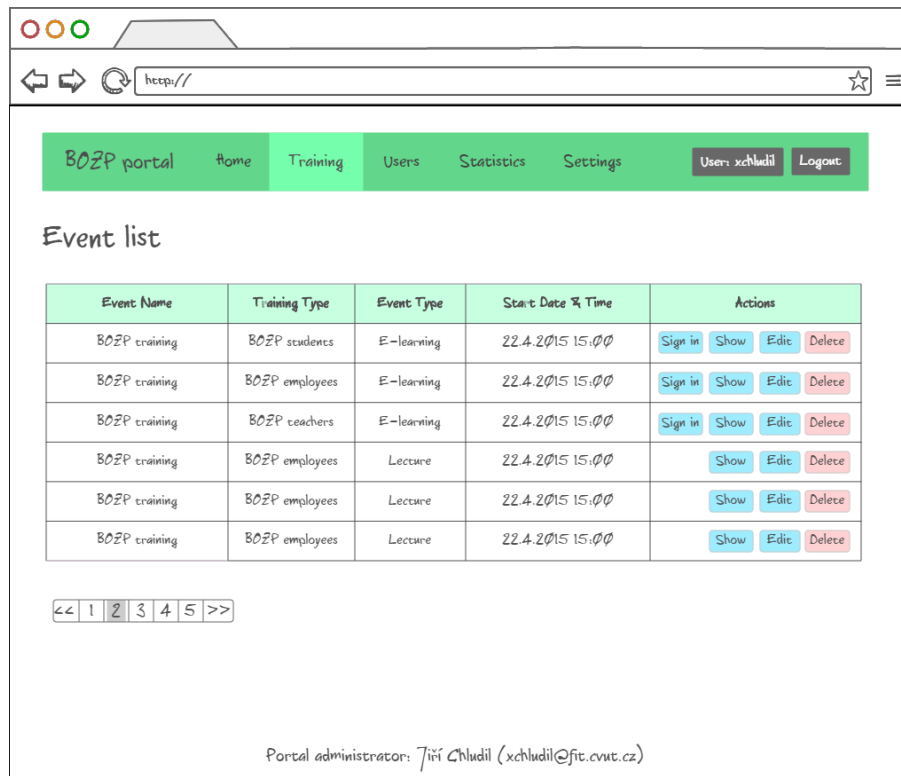 http://
BOZP portal Home Training Users Statistics Settings User: xchludil Logout
Event list
Event Name Training Type Event Type Start Date & Time Actions
BOZP training BOZP students E-learning 22.4.2015 15:00 Sign in Show Edit Delete
BOZP training BOZP employees E-learning 22.4.2015 15:00 Sign in Show Edit Delete
BOZP training BOZP teachers E-learning 22.4.2015 15:00 Sign in Show Edit Delete
BOZP training BOZP employees Lecture 22.4.2015 15:00 Show Edit Delete
BOZP training BOZP employees Lecture 22.4.2015 15:00 Show Edit Delete
BOZP training BOZP employees Lecture 22.4.2015 15:00 Show Edit Delete
<< 1 2 3 4 5 >>
Portal administrator: Jiří Chludil (xchludil@fit.cvut.cz)